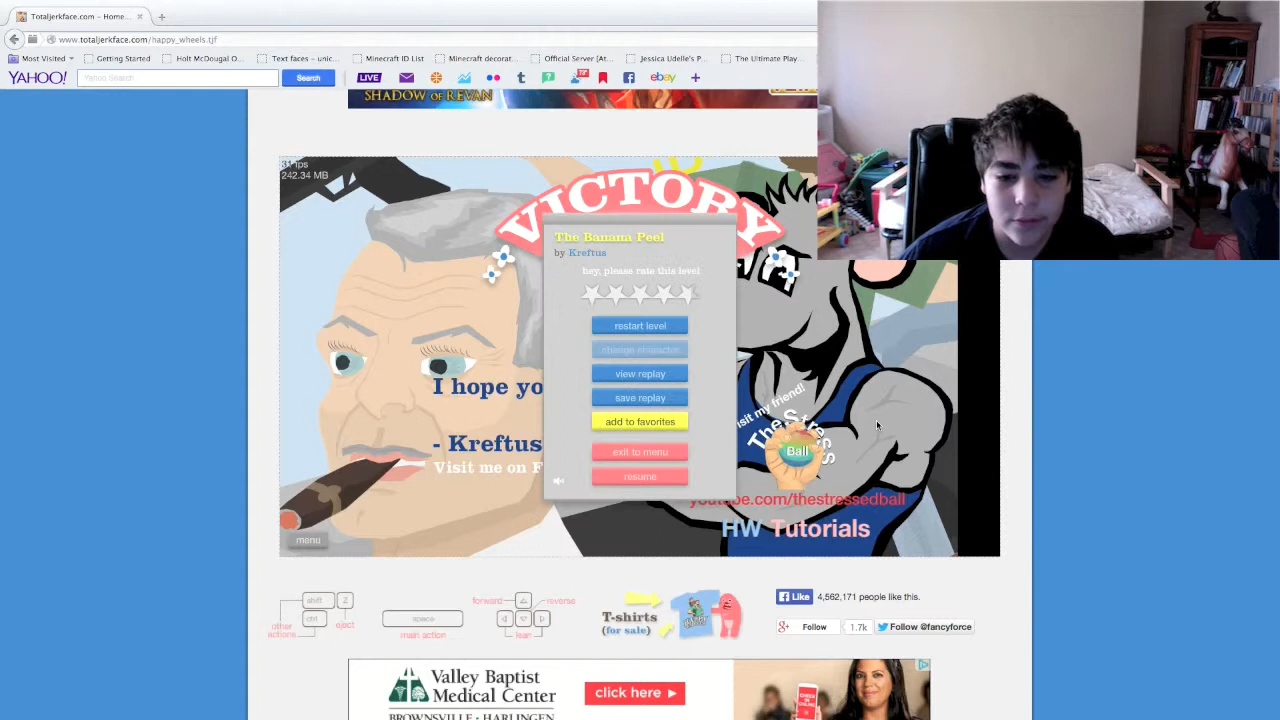 Totaljerkface.com – Home...
www.totaljerkface.com/happy_wheels.tjf
Most Visited
Getting Started
Holt McDougal O...
Text faces – unic...
Minecraft ID List
Minecraft decorat...
Official Server [At...
Jessica Udelle's P...
The Ultimate Play...
YAHOO!
Yahoo Search
Search
LIVE
ebay
SHADOW OF REVAN
242.34 MB
VICTORY
The Banana Peel
by Kreftus
hey, please rate this level
restart level
change character
view replay
save replay
add to favorites
exit to menu
resume
I hope yo
- Kreftus
Visit me on F
visit my friend!
TheStress
Ball
youtube.com/thestressedball
HW Tutorials
menu
shift
Z
ctrl
eject
other
actions
space
main action
forward
reverse
lean
T-shirts
(for sale)
Like
4,562,171 people like this.
Follow
1.7k
Follow @fancyforce
Valley Baptist
Medical Center
BROWNSVILLE · HARLINGEN
click here